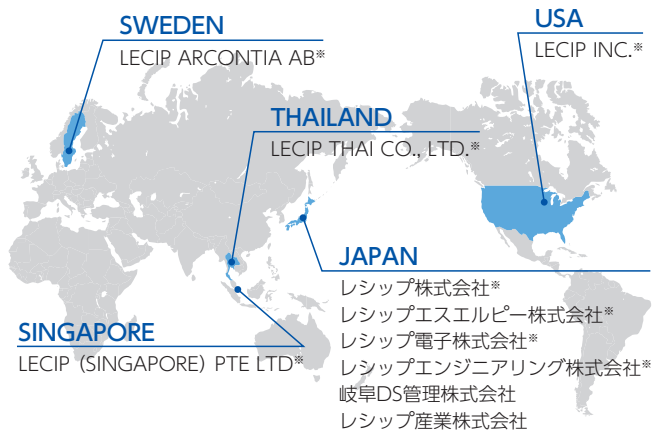 SWEDEN
LECIP ARCONTIA AB※
USA
LECIP INC.※
THAILAND
LECIP THAI CO., LTD.※
JAPAN
レシップ株式会社※
レシップエスエルピー株式会社※
レシップ電子株式会社※
レシップエンジニアリング株式会社※
岐阜DS管理株式会社
レシップ産業株式会社
SINGAPORE
LECIP (SINGAPORE) PTE LTD※